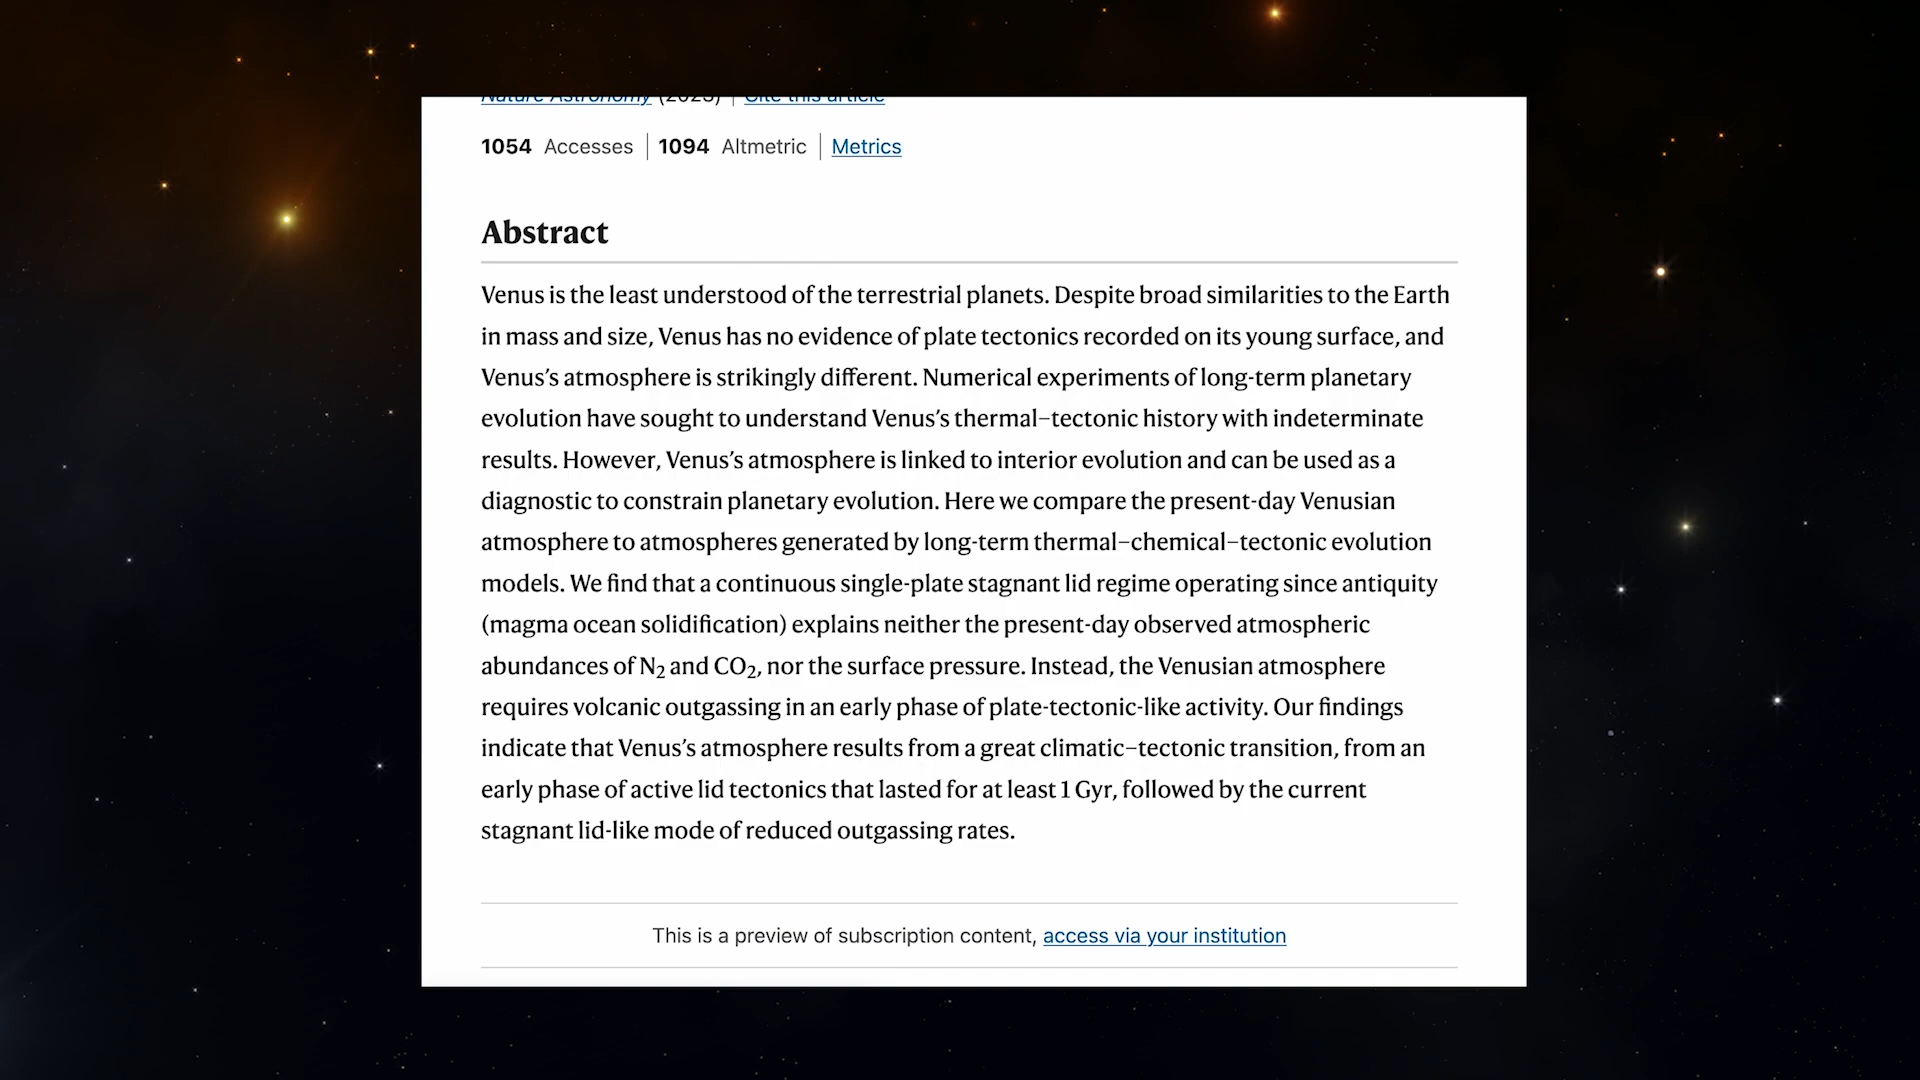 Nature Astronomy (2023) | Cite this article
1054 Accesses | 1094 Altmetric | Metrics
Abstract
Venus is the least understood of the terrestrial planets. Despite broad similarities to the Earth
in mass and size, Venus has no evidence of plate tectonics recorded on its young surface, and
Venus’s atmosphere is strikingly different. Numerical experiments of long-term planetary
evolution have sought to understand Venus’s thermal–tectonic history with indeterminate
results. However, Venus’s atmosphere is linked to interior evolution and can be used as a
diagnostic to constrain planetary evolution. Here we compare the present-day Venusian
atmosphere to atmospheres generated by long-term thermal–chemical–tectonic evolution
models. We find that a continuous single-plate stagnant lid regime operating since antiquity
(magma ocean solidification) explains neither the present-day observed atmospheric
abundances of N₂ and CO₂, nor the surface pressure. Instead, the Venusian atmosphere
requires volcanic outgassing in an early phase of plate-tectonic-like activity. Our findings
indicate that Venus’s atmosphere results from a great climatic–tectonic transition, from an
early phase of active lid tectonics that lasted for at least 1 Gyr, followed by the current
stagnant lid-like mode of reduced outgassing rates.
This is a preview of subscription content, access via your institution